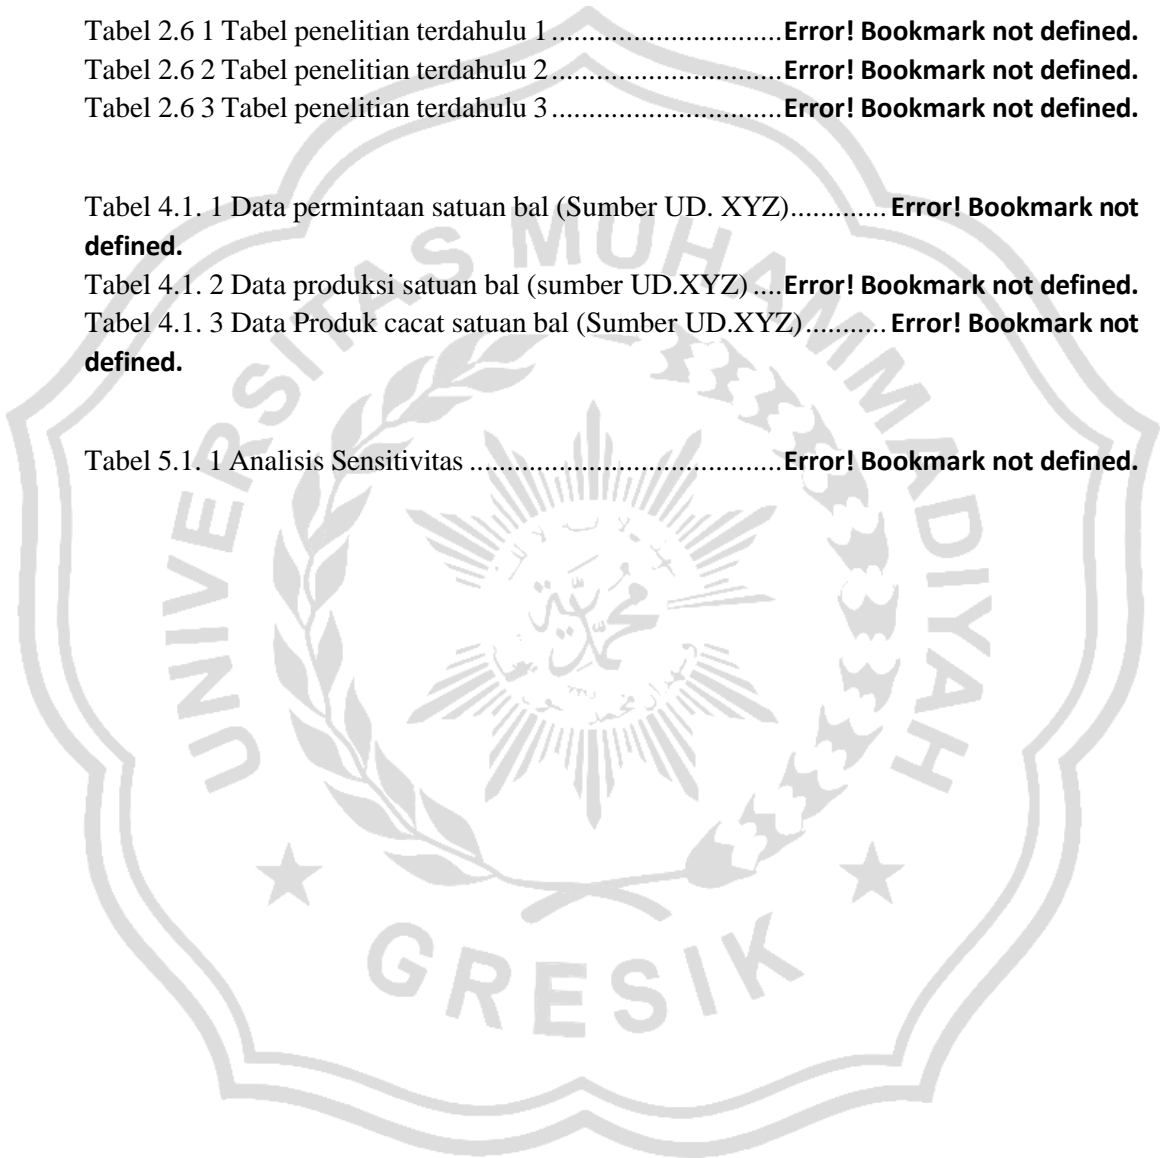 Tabel 2.6 1 Tabel penelitian terdahulu 1...............................Error! Bookmark not defined.
Tabel 2.6 2 Tabel penelitian terdahulu 2...............................Error! Bookmark not defined.
Tabel 2.6 3 Tabel penelitian terdahulu 3...............................Error! Bookmark not defined.
Tabel 4.1. 1 Data permintaan satuan bal (Sumber UD. XYZ)............. Error! Bookmark not
defined.
Tabel 4.1. 2 Data produksi satuan bal (sumber UD.XYZ) ....Error! Bookmark not defined.
Tabel 4.1. 3 Data Produk cacat satuan bal (Sumber UD.XYZ)........... Error! Bookmark not
defined.
Tabel 5.1. 1 Analisis Sensitivitas ..........................................Error! Bookmark not defined.
UNIVERSITAS MUHAMMADIYAH
GRESIK